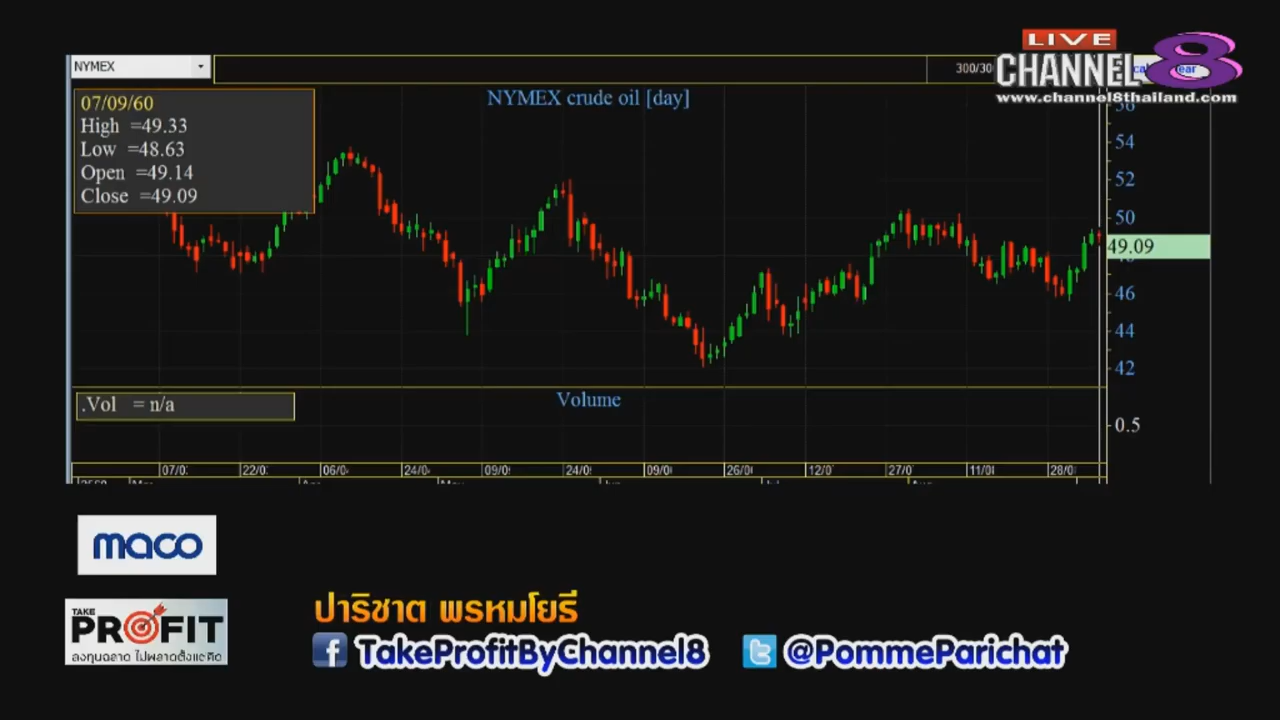 LIVE
CHANNEL 8
www.channel8thailand.com
NYMEX
300/30
NYMEX crude oil [day]
07/09/60
High =49.33
Low =48.63
Open =49.14
Close =49.09
54
52
50
49.09
46
44
42
.Vol = n/a
Volume
0.5
07/0
22/0
06/0
24/0
09/0
24/0
09/0
26/0
12/0
27/0
11/0
28/0
maco
TAKE
PROFIT
ลงทุนฉลาด ไม่พลาดตั้งแต่คิด
ปาริชาต พรหมโยธี
TakeProfitByChannel8
@PommeParichat